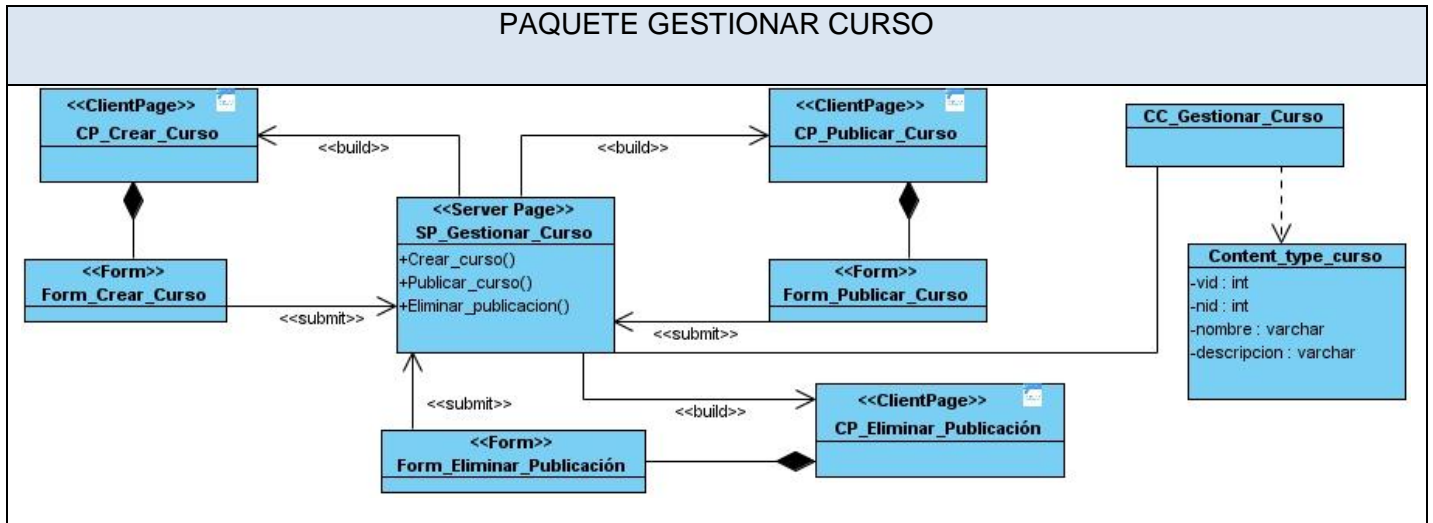 PAQUETE GESTIONAR CURSO
<<ClientPage>>
CP_Crear_Curso
<<build>>
<<build>>
<<ClientPage>>
CP_Publicar_Curso
CC_Gestionar_Curso
<<Server Page>>
SP_Gestionar_Curso
+Crear_curso()
+Publicar_curso()
+Eliminar_publicacion()
<<Form>>
Form_Crear_Curso
<<submit>>
<<Form>>
Form_Publicar_Curso
<<submit>>
Content_type_curso
-vid : int
-nid : int
-nombre : varchar
-descripcion : varchar
<<submit>>
<<build>>
<<ClientPage>>
CP_Eliminar_Publicación
<<Form>>
Form_Eliminar_Publicación